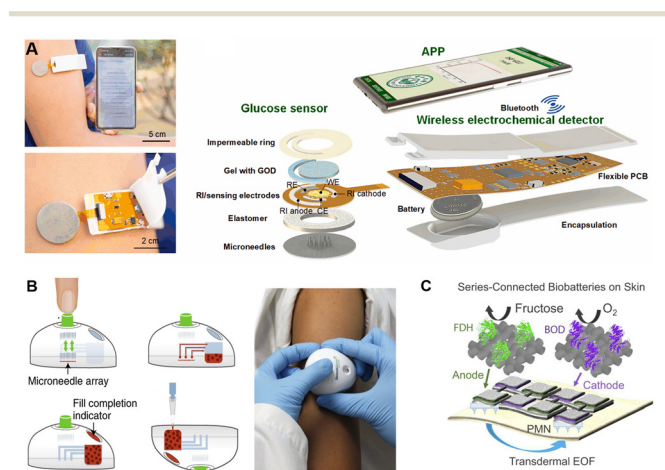 A
APP
Bluetooth
5 cm
2 cm
Glucose sensor
Impermeable ring
Gel with GOD
RE
WE
RI/sensing electrodes
RI cathode
RI anode
CE
Elastomer
Microneedles
Wireless electrochemical detector
Flexible PCB
Battery
Encapsulation
B
Microneedle array
Fill completion
indicator
C
Series-Connected Biobatteries on Skin
Fructose
O2
FDH
BOD
Anode
Cathode
PMN
Transdermal EOF